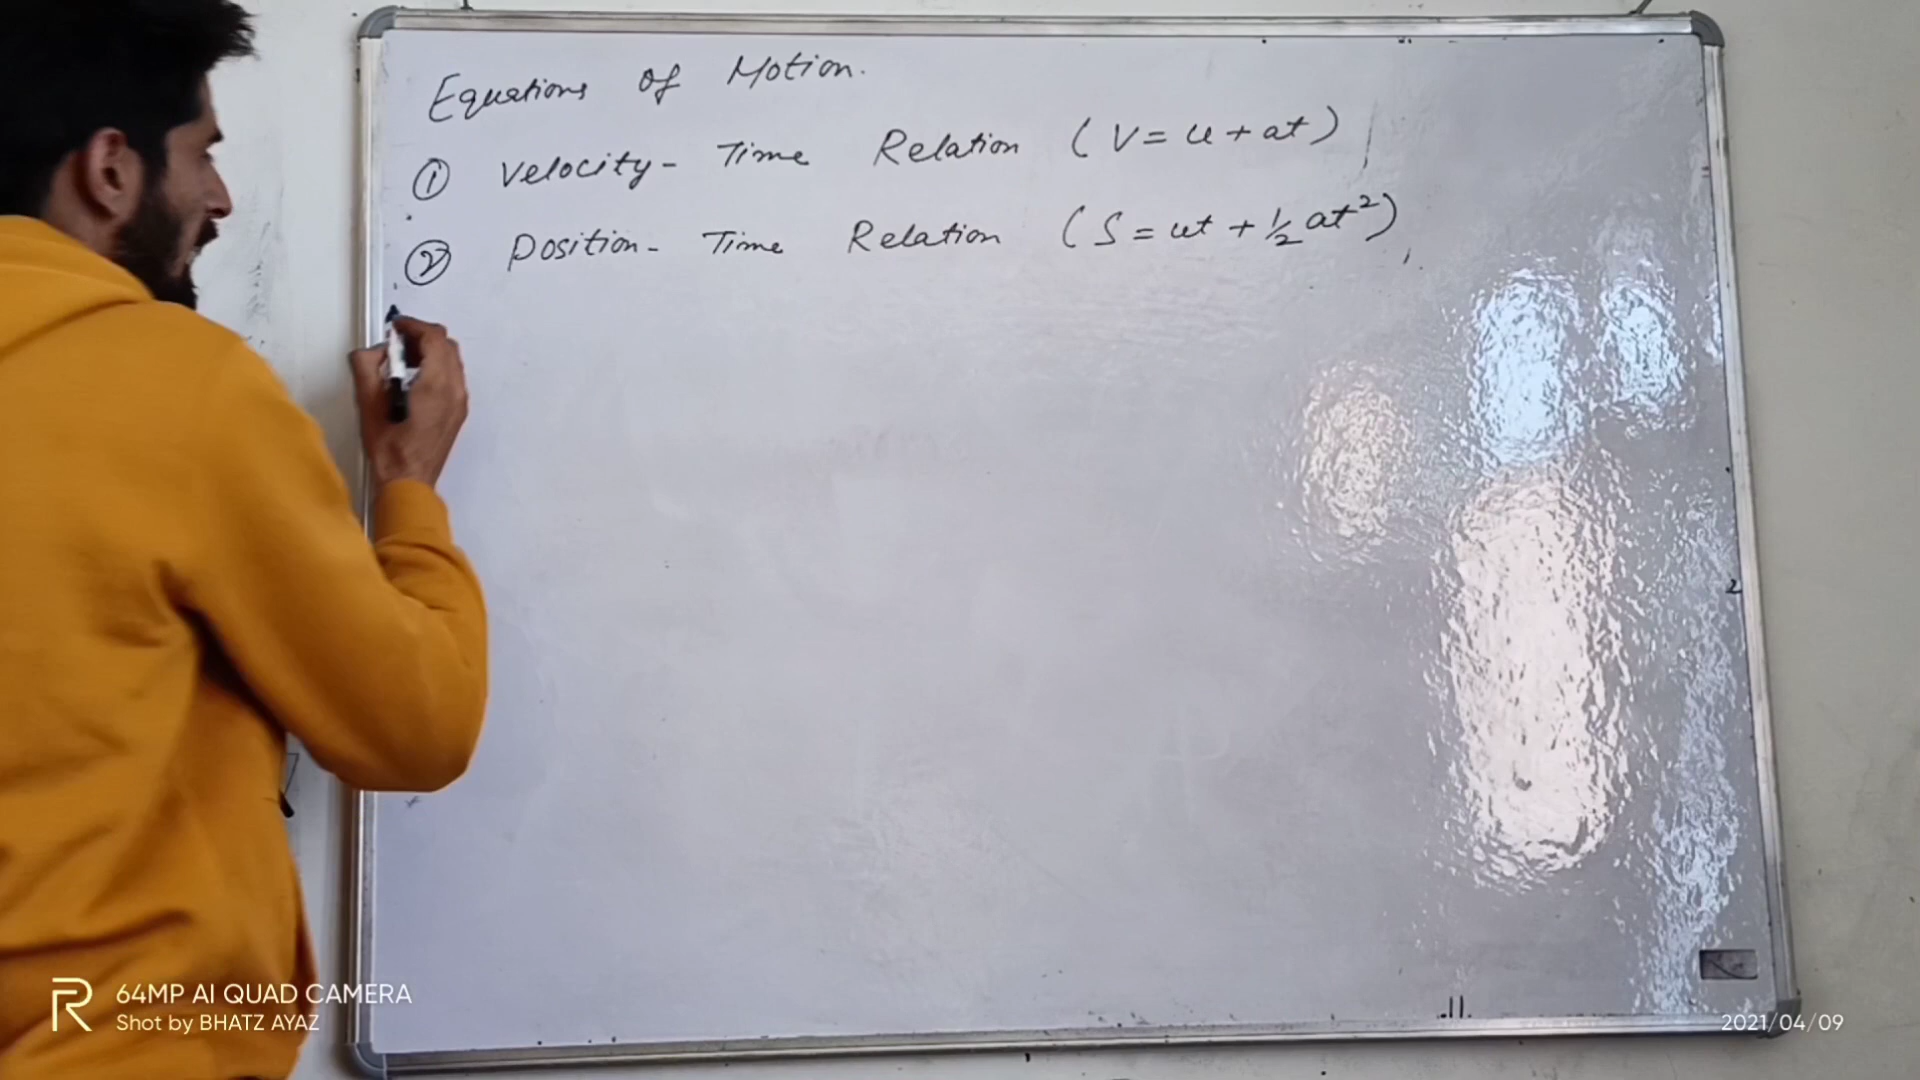 Equations of Motion.
① Velocity - Time Relation (V = u + at)
② Position - Time Relation (S = ut + ½ at²)
64MP AI QUAD CAMERA
Shot by BHATZ AYAZ
2021/04/09